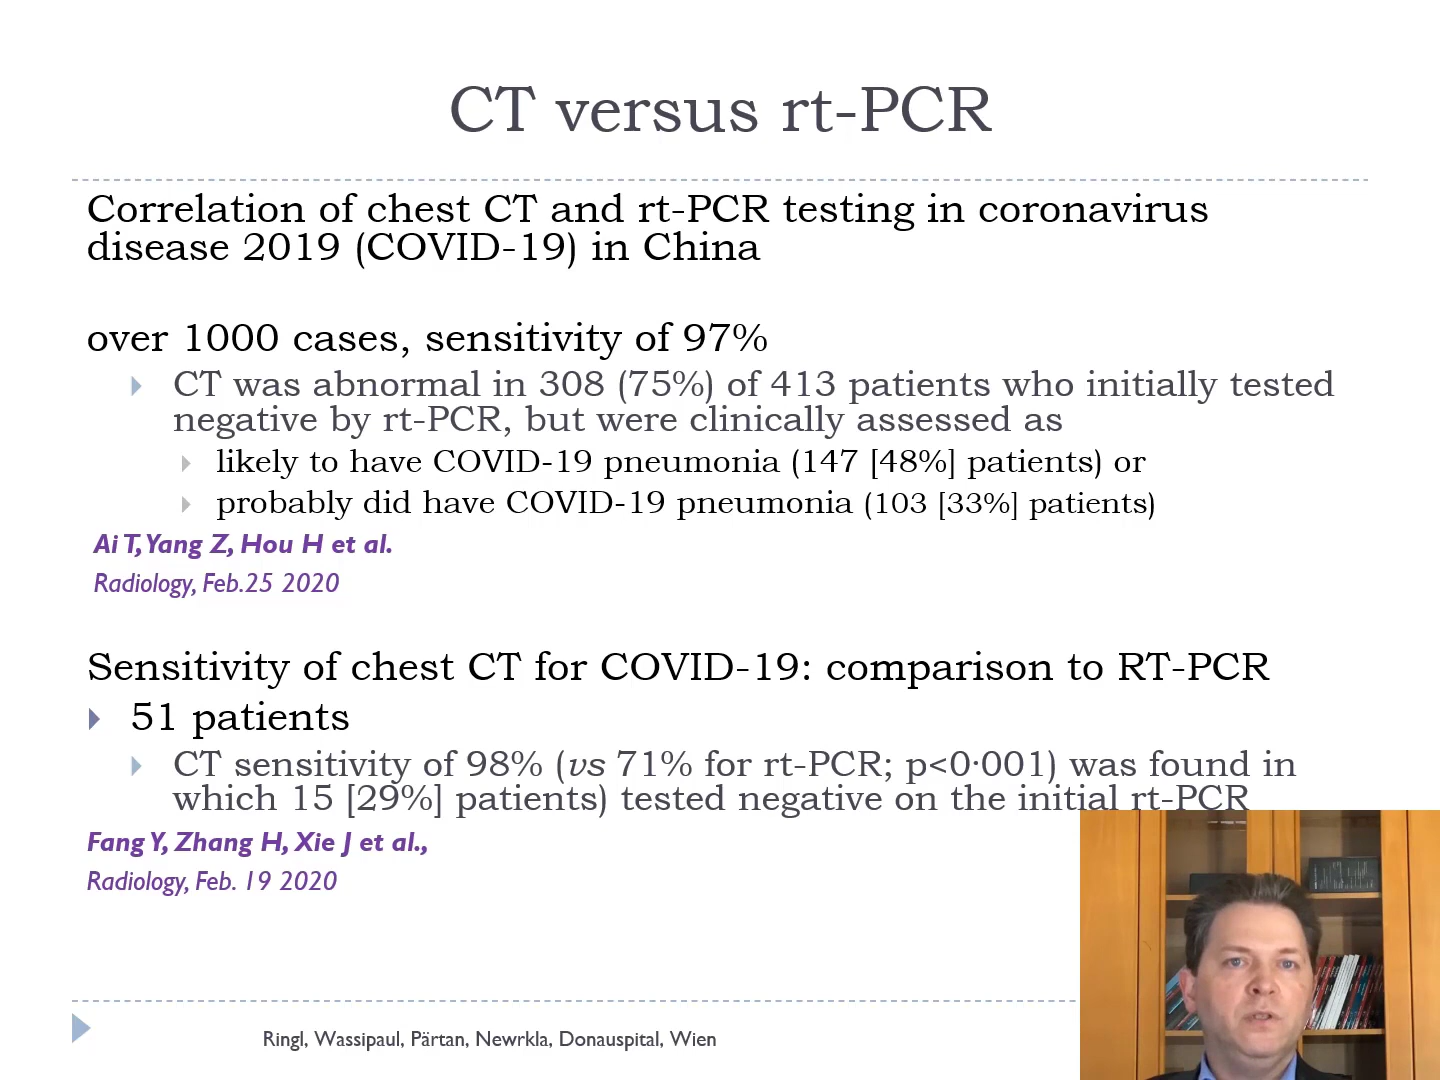 CT versus rt-PCR
Correlation of chest CT and rt-PCR testing in coronavirus
disease 2019 (COVID-19) in China
over 1000 cases, sensitivity of 97%
CT was abnormal in 308 (75%) of 413 patients who initially tested
negative by rt-PCR, but were clinically assessed as
likely to have COVID-19 pneumonia (147 [48%] patients) or
probably did have COVID-19 pneumonia (103 [33%] patients)
Ai T, Yang Z, Hou H et al.
Radiology, Feb.25 2020
Sensitivity of chest CT for COVID-19: comparison to RT-PCR
51 patients
CT sensitivity of 98% (vs 71% for rt-PCR; p<0·001) was found in
which 15 [29%] patients) tested negative on the initial rt-PCR
Fang Y, Zhang H, Xie J et al.,
Radiology, Feb. 19 2020
Ringl, Wassipaul, Pärtan, Newrkla, Donauspital, Wien